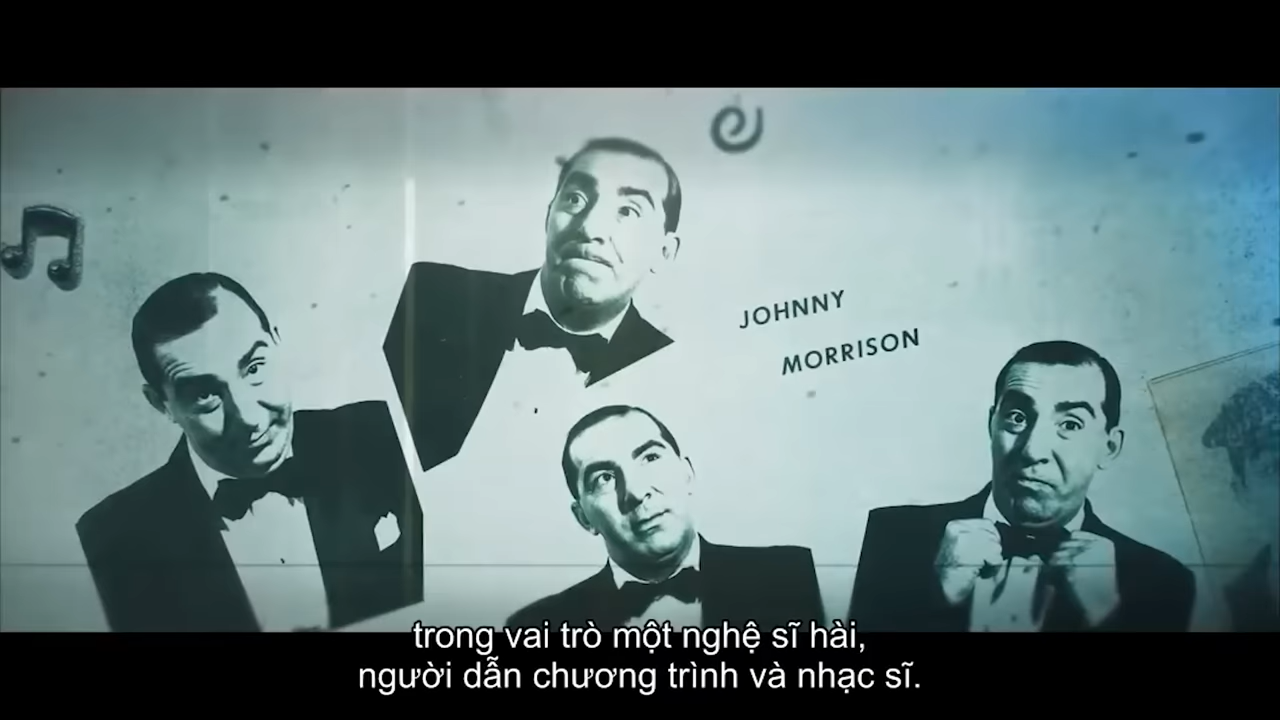 JOHNNY
MORRISON
trong vai trò một nghệ sĩ hài,
người dẫn chương trình và nhạc sĩ.